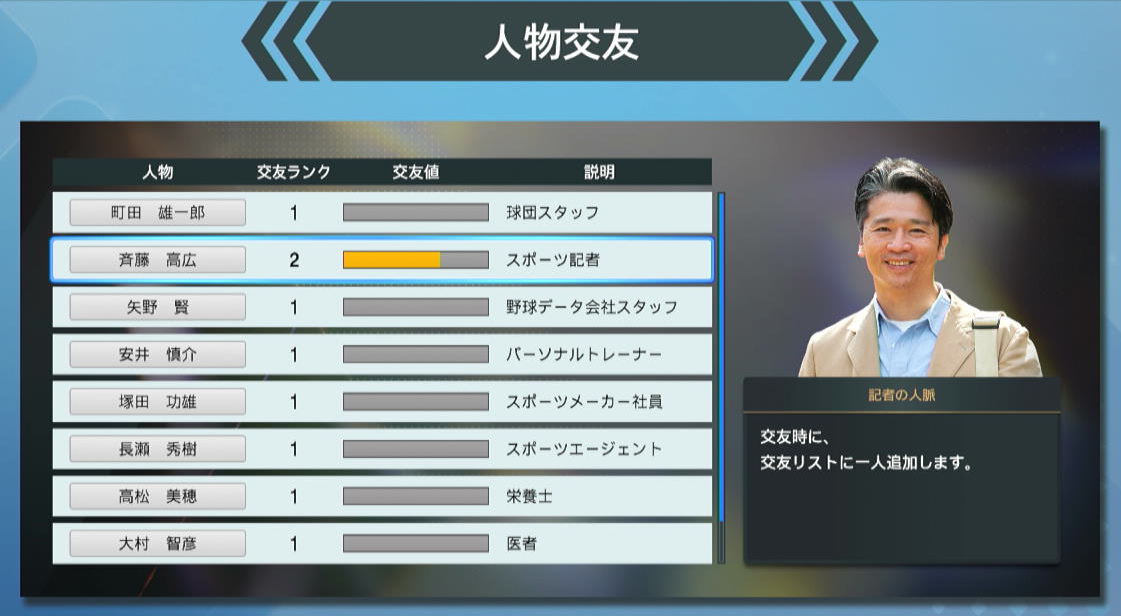 人物交友
人物 交友ランク 交友値 説明
町田 雄一郎 1 球団スタッフ
斉藤 高広 2 スポーツ記者
矢野 賢 1 野球データ会社スタッフ
安井 慎介 1 パーソナルトレーナー
塚田 功雄 1 スポーツメーカー社員
長瀬 秀樹 1 スポーツエージェント
高松 美穂 1 栄養士
大村 智彦 1 医者
記者の人脈
交友時に、
交友リストに一人追加します。